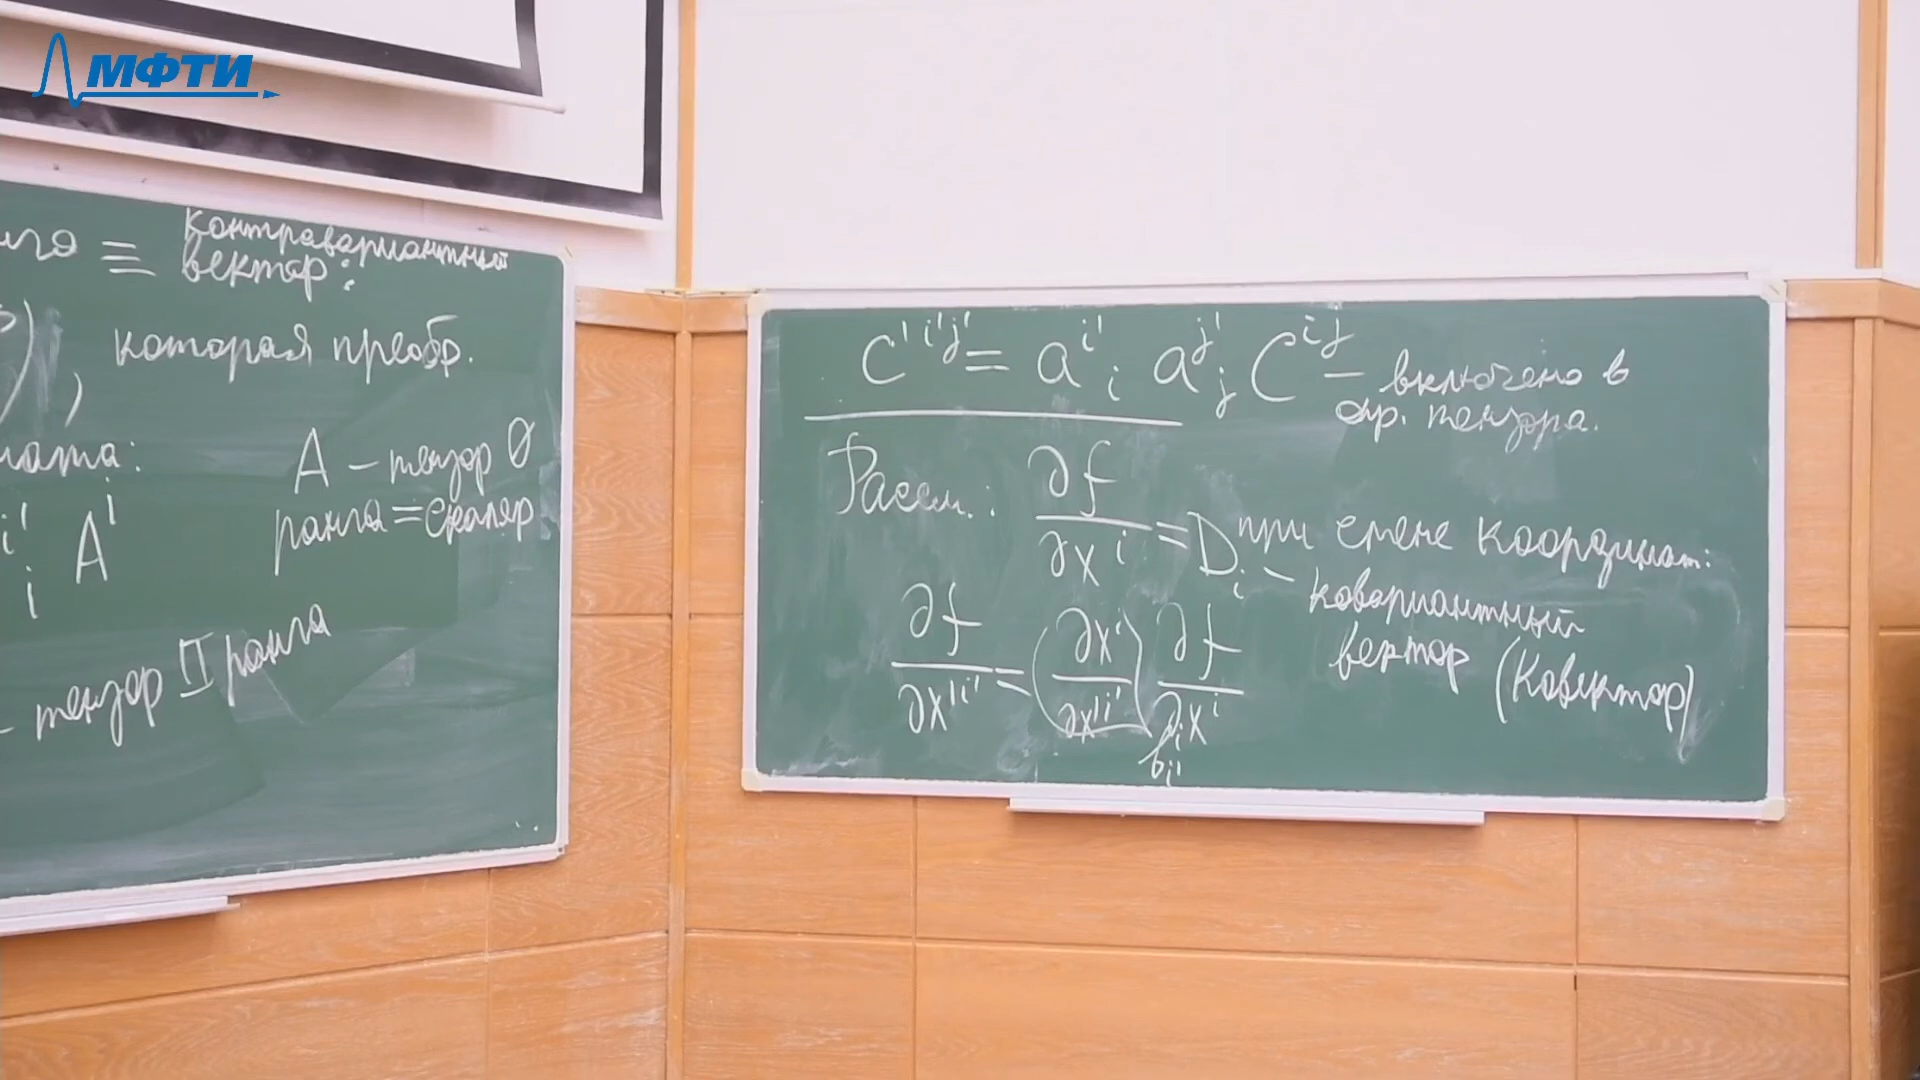 МФТИ
≡ контравариантный
вектор:
которая преобр.
),
A – тензор 0
ранга = скаляр
i'
i A^i
– тензор II ранга
C'^{i'j'} = a^{i'}_i a^{j'}_j C^{ij} – включено в
опр. тензора.
Рассм.: ∂f/∂x^i = D_i при смене координат:
– ковариантный
вектор (Ковектор)
∂f/∂x'^{i'} = (∂x^i/∂x'^{i'}) ∂f/∂x^i
b^i_{i'}